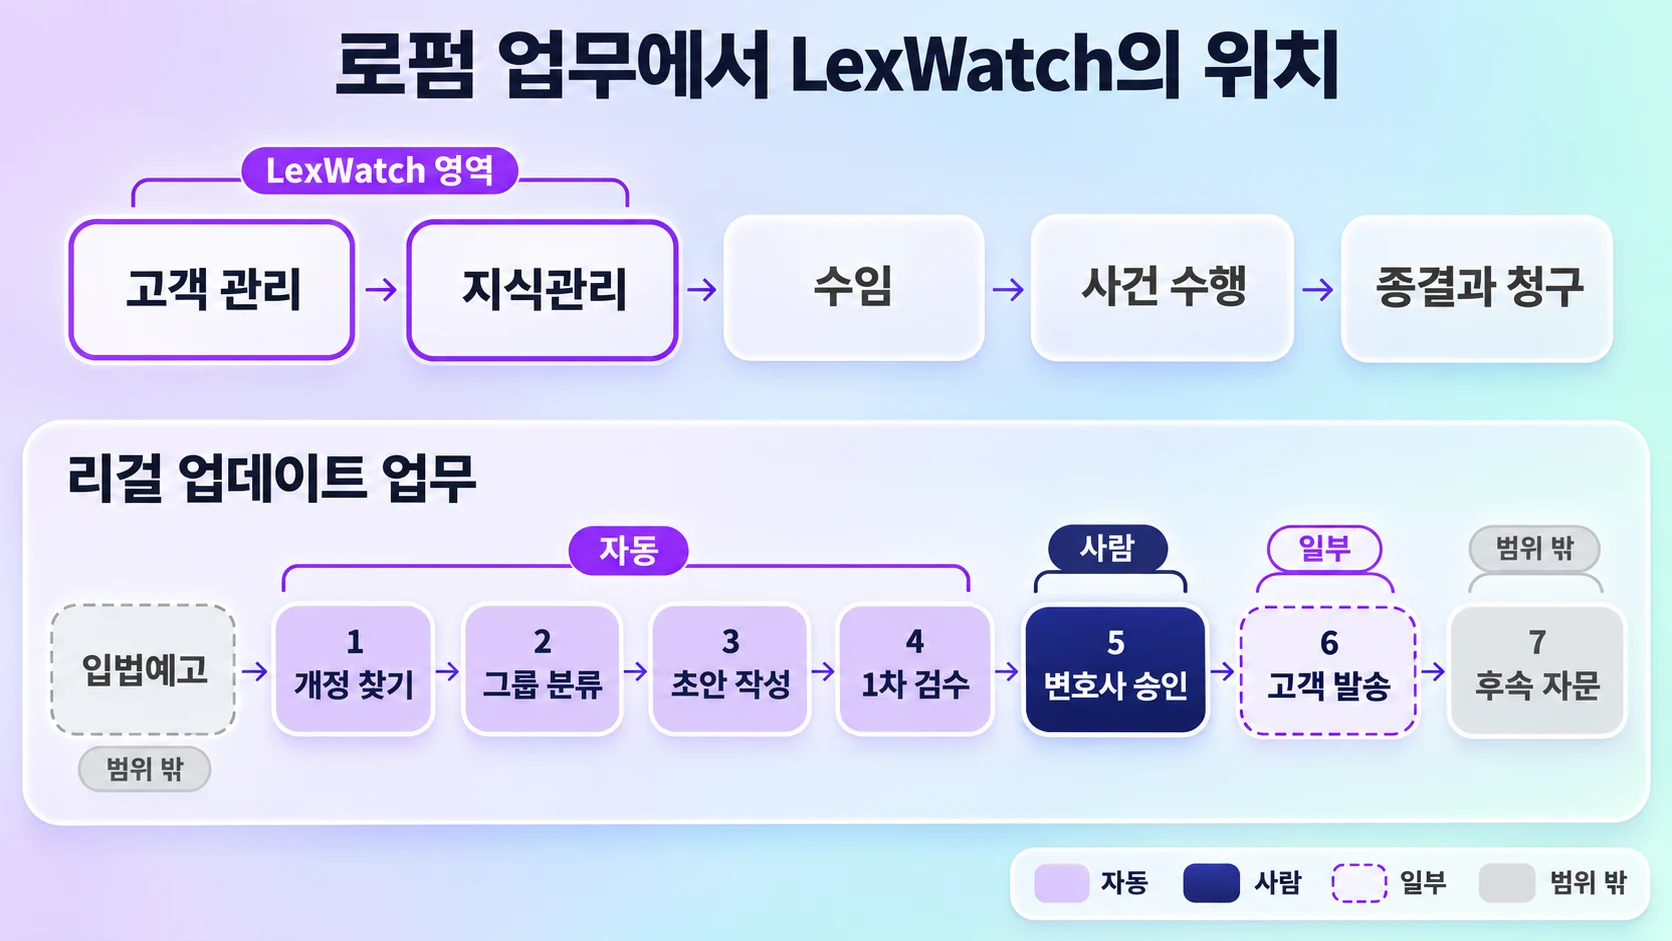 로펌 업무에서 LexWatch의 위치
LexWatch 영역
고객 관리
지식관리
수임
사건 수행
종결과 청구
리걸 업데이트 업무
자동
사람
일부
범위 밖
입법예고
범위 밖
1
개정 찾기
2
그룹 분류
3
초안 작성
4
1차 검수
5
변호사 승인
6
고객 발송
7
후속 자문
자동
사람
일부
범위 밖